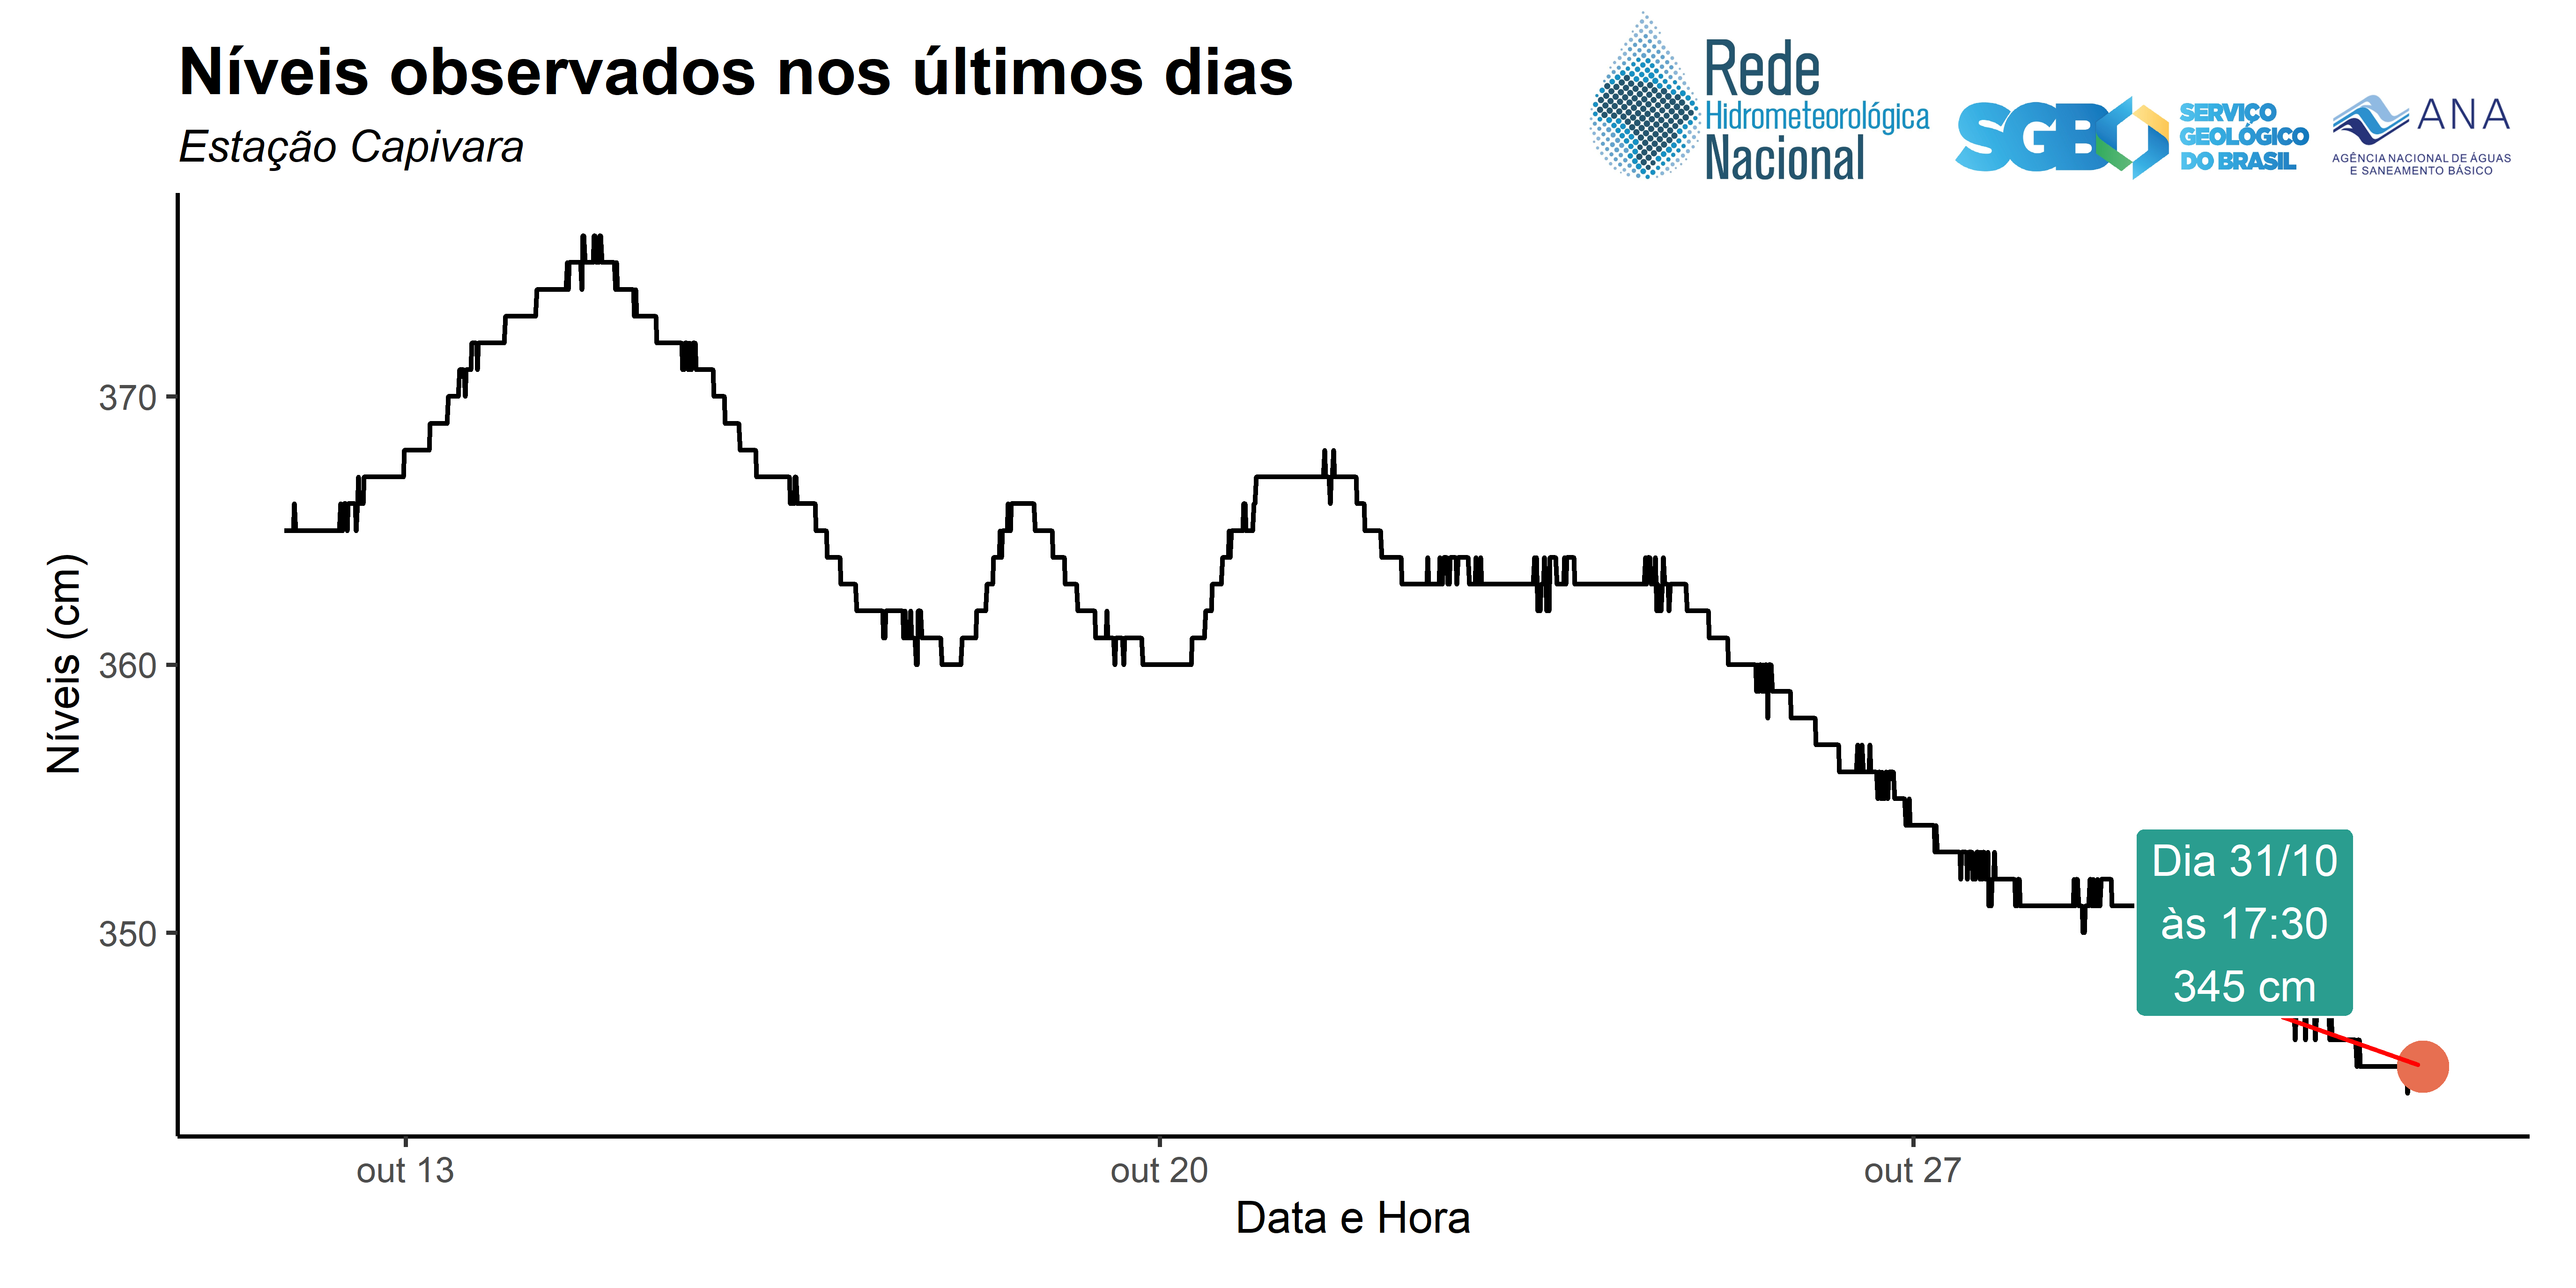 Níveis observados nos últimos dias
Estação Capivara
Rede
Hidrometeorológica
Nacional
SGB
SERVIÇO
GEOLÓGICO
DO BRASIL
ANA
AGÊNCIA NACIONAL DE ÁGUAS
E SANEAMENTO BÁSICO
Níveis (cm)
370
360
350
Dia 31/10
às 17:30
345 cm
out 13
out 20
out 27
Data e Hora